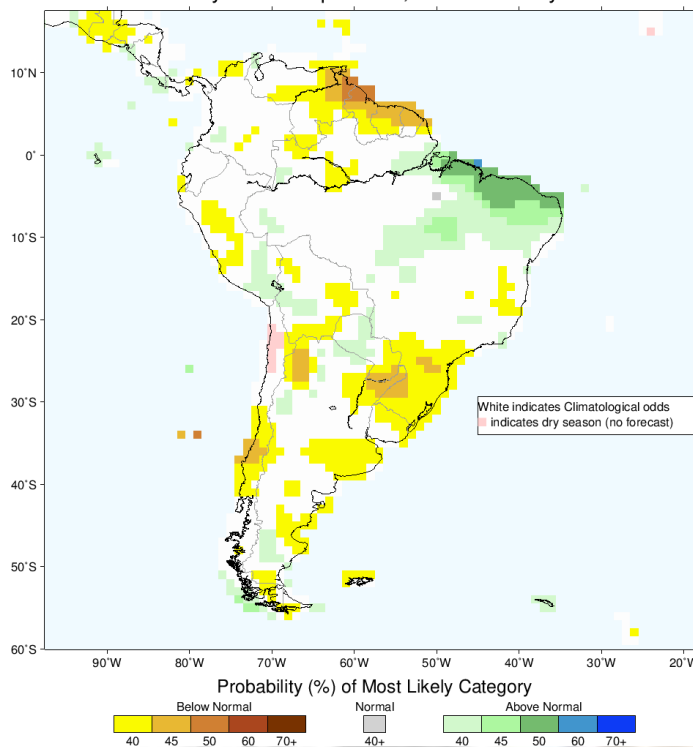 10°N
0°
10°S
20°S
30°S
40°S
50°S
60°S
White indicates Climatological odds
indicates dry season (no forecast)
90°W 80°W 70°W 60°W 50°W 40°W 30°W 20°W
Probability (%) of Most Likely Category
Below Normal Normal Above Normal
40 45 50 60 70+ 40+ 40 45 50 60 70+